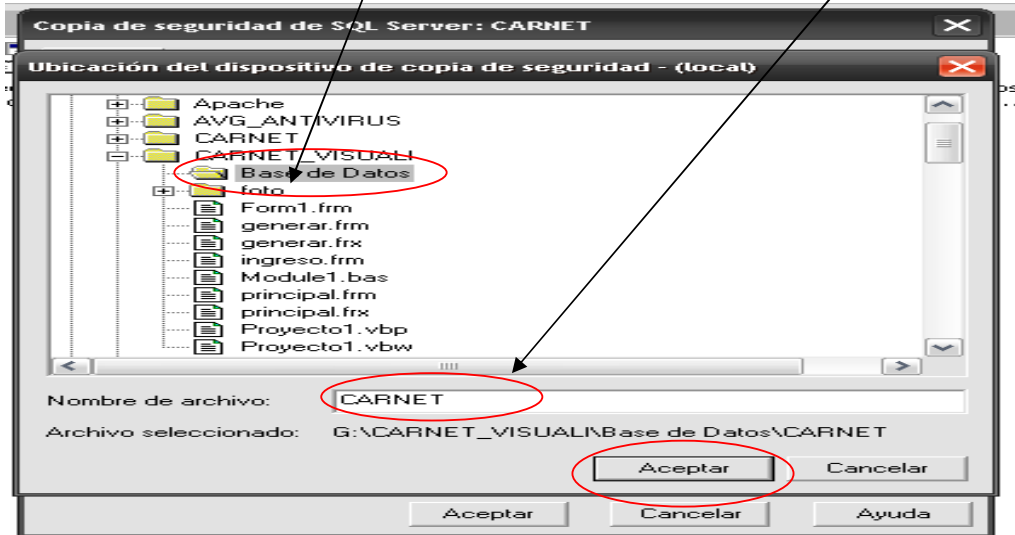 Copia de seguridad de SQL Server: CARNET
Ubicación del dispositivo de copia de seguridad - (local)
Apache
AVG_ANTIVIRUS
CARNET
CARNET_VISUALI
Base de Datos
foto
Form1.frm
generar.frm
generar.frx
ingreso.frm
Module1.bas
principal.frm
principal.frx
Proyecto1.vbp
Proyecto1.vbw
Nombre de archivo: CARNET
Archivo seleccionado: G:\CARNET_VISUALI\Base de Datos\CARNET
Aceptar Cancelar
Aceptar Cancelar Ayuda